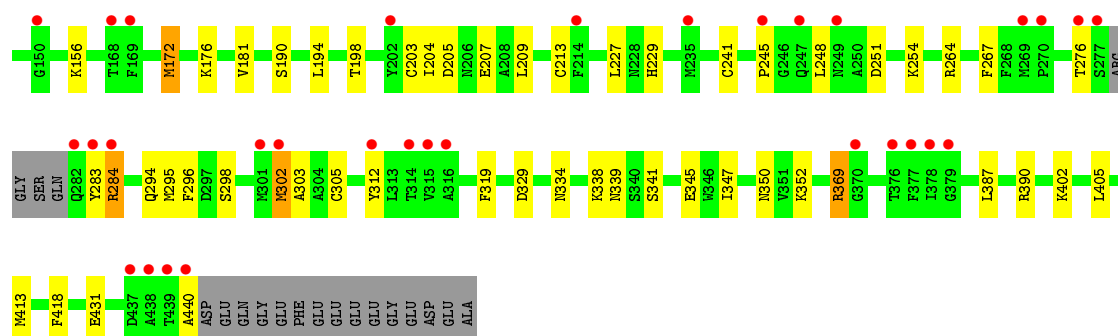 G150 K156 T168 F169 M172 K176 V181 S190 L194 T198 Y202 C203 I204 D205 N206 E207 A208 L209 C213 F214 L227 N228 H229 M235 C241 P245 G246 Q247 L248 N249 A250 D251 K254 R264 F267 F268 M269 P270 T276 S277 ARG
GLY SER GLN Q282 Y283 R284 Q294 M295 F296 D297 S298 M301 M302 A303 A304 C305 Y312 L313 T314 V315 A316 F319 D329 N334 K338 N339 S340 S341 E345 W346 I347 N350 V351 K352 R369 G370 T376 F377 I378 G379 L387 R390 K402 L405
M413 F418 E431 D437 A438 T439 A440 ASP GLU GLN GLY GLU PHE GLU GLU GLU GLU GLY GLU ASP GLU ALA